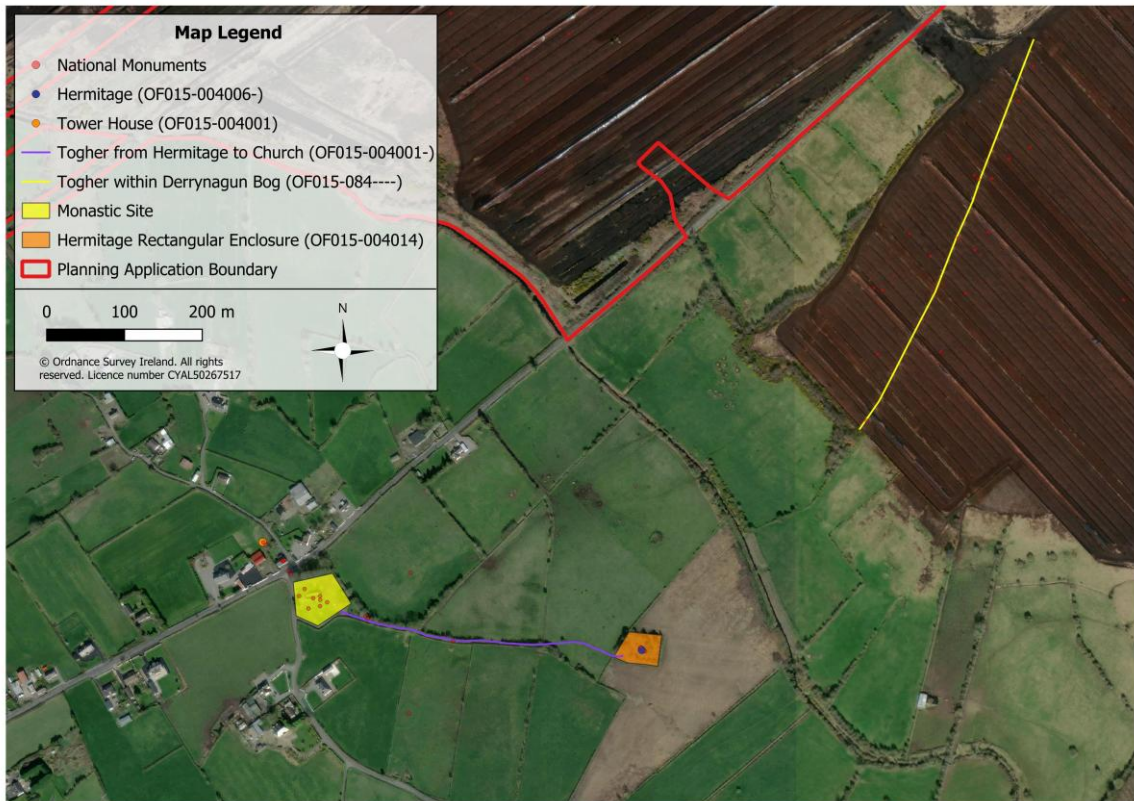 Map Legend
National Monuments
Hermitage (OF015-004006-)
Tower House (OF015-004001)
Togher from Hermitage to Church (OF015-004001-)
Togher within Derrynagun Bog (OF015-084----)
Monastic Site
Hermitage Rectangular Enclosure (OF015-004014)
Planning Application Boundary
0 100 200 m
N
© Ordnance Survey Ireland. All rights
reserved. Licence number CYAL50267517